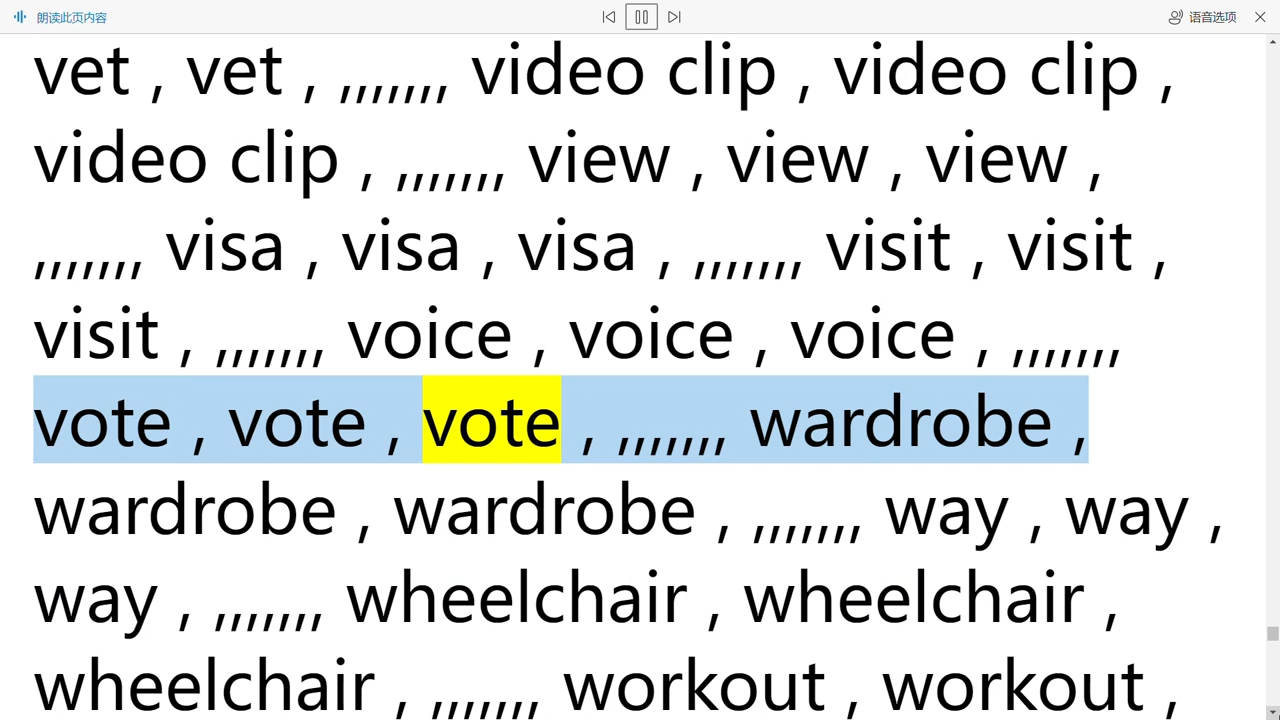 朗读此页内容
语音选项
vet , vet , ,,,,,,, video clip , video clip ,
video clip , ,,,,,,, view , view , view ,
,,,,,,, visa , visa , visa , ,,,,,,, visit , visit ,
visit , ,,,,,,, voice , voice , voice , ,,,,,,,
vote , vote , vote , ,,,,,,, wardrobe ,
wardrobe , wardrobe , ,,,,,,, way , way ,
way , ,,,,,,, wheelchair , wheelchair ,
wheelchair , ,,,,,,, workout , workout ,